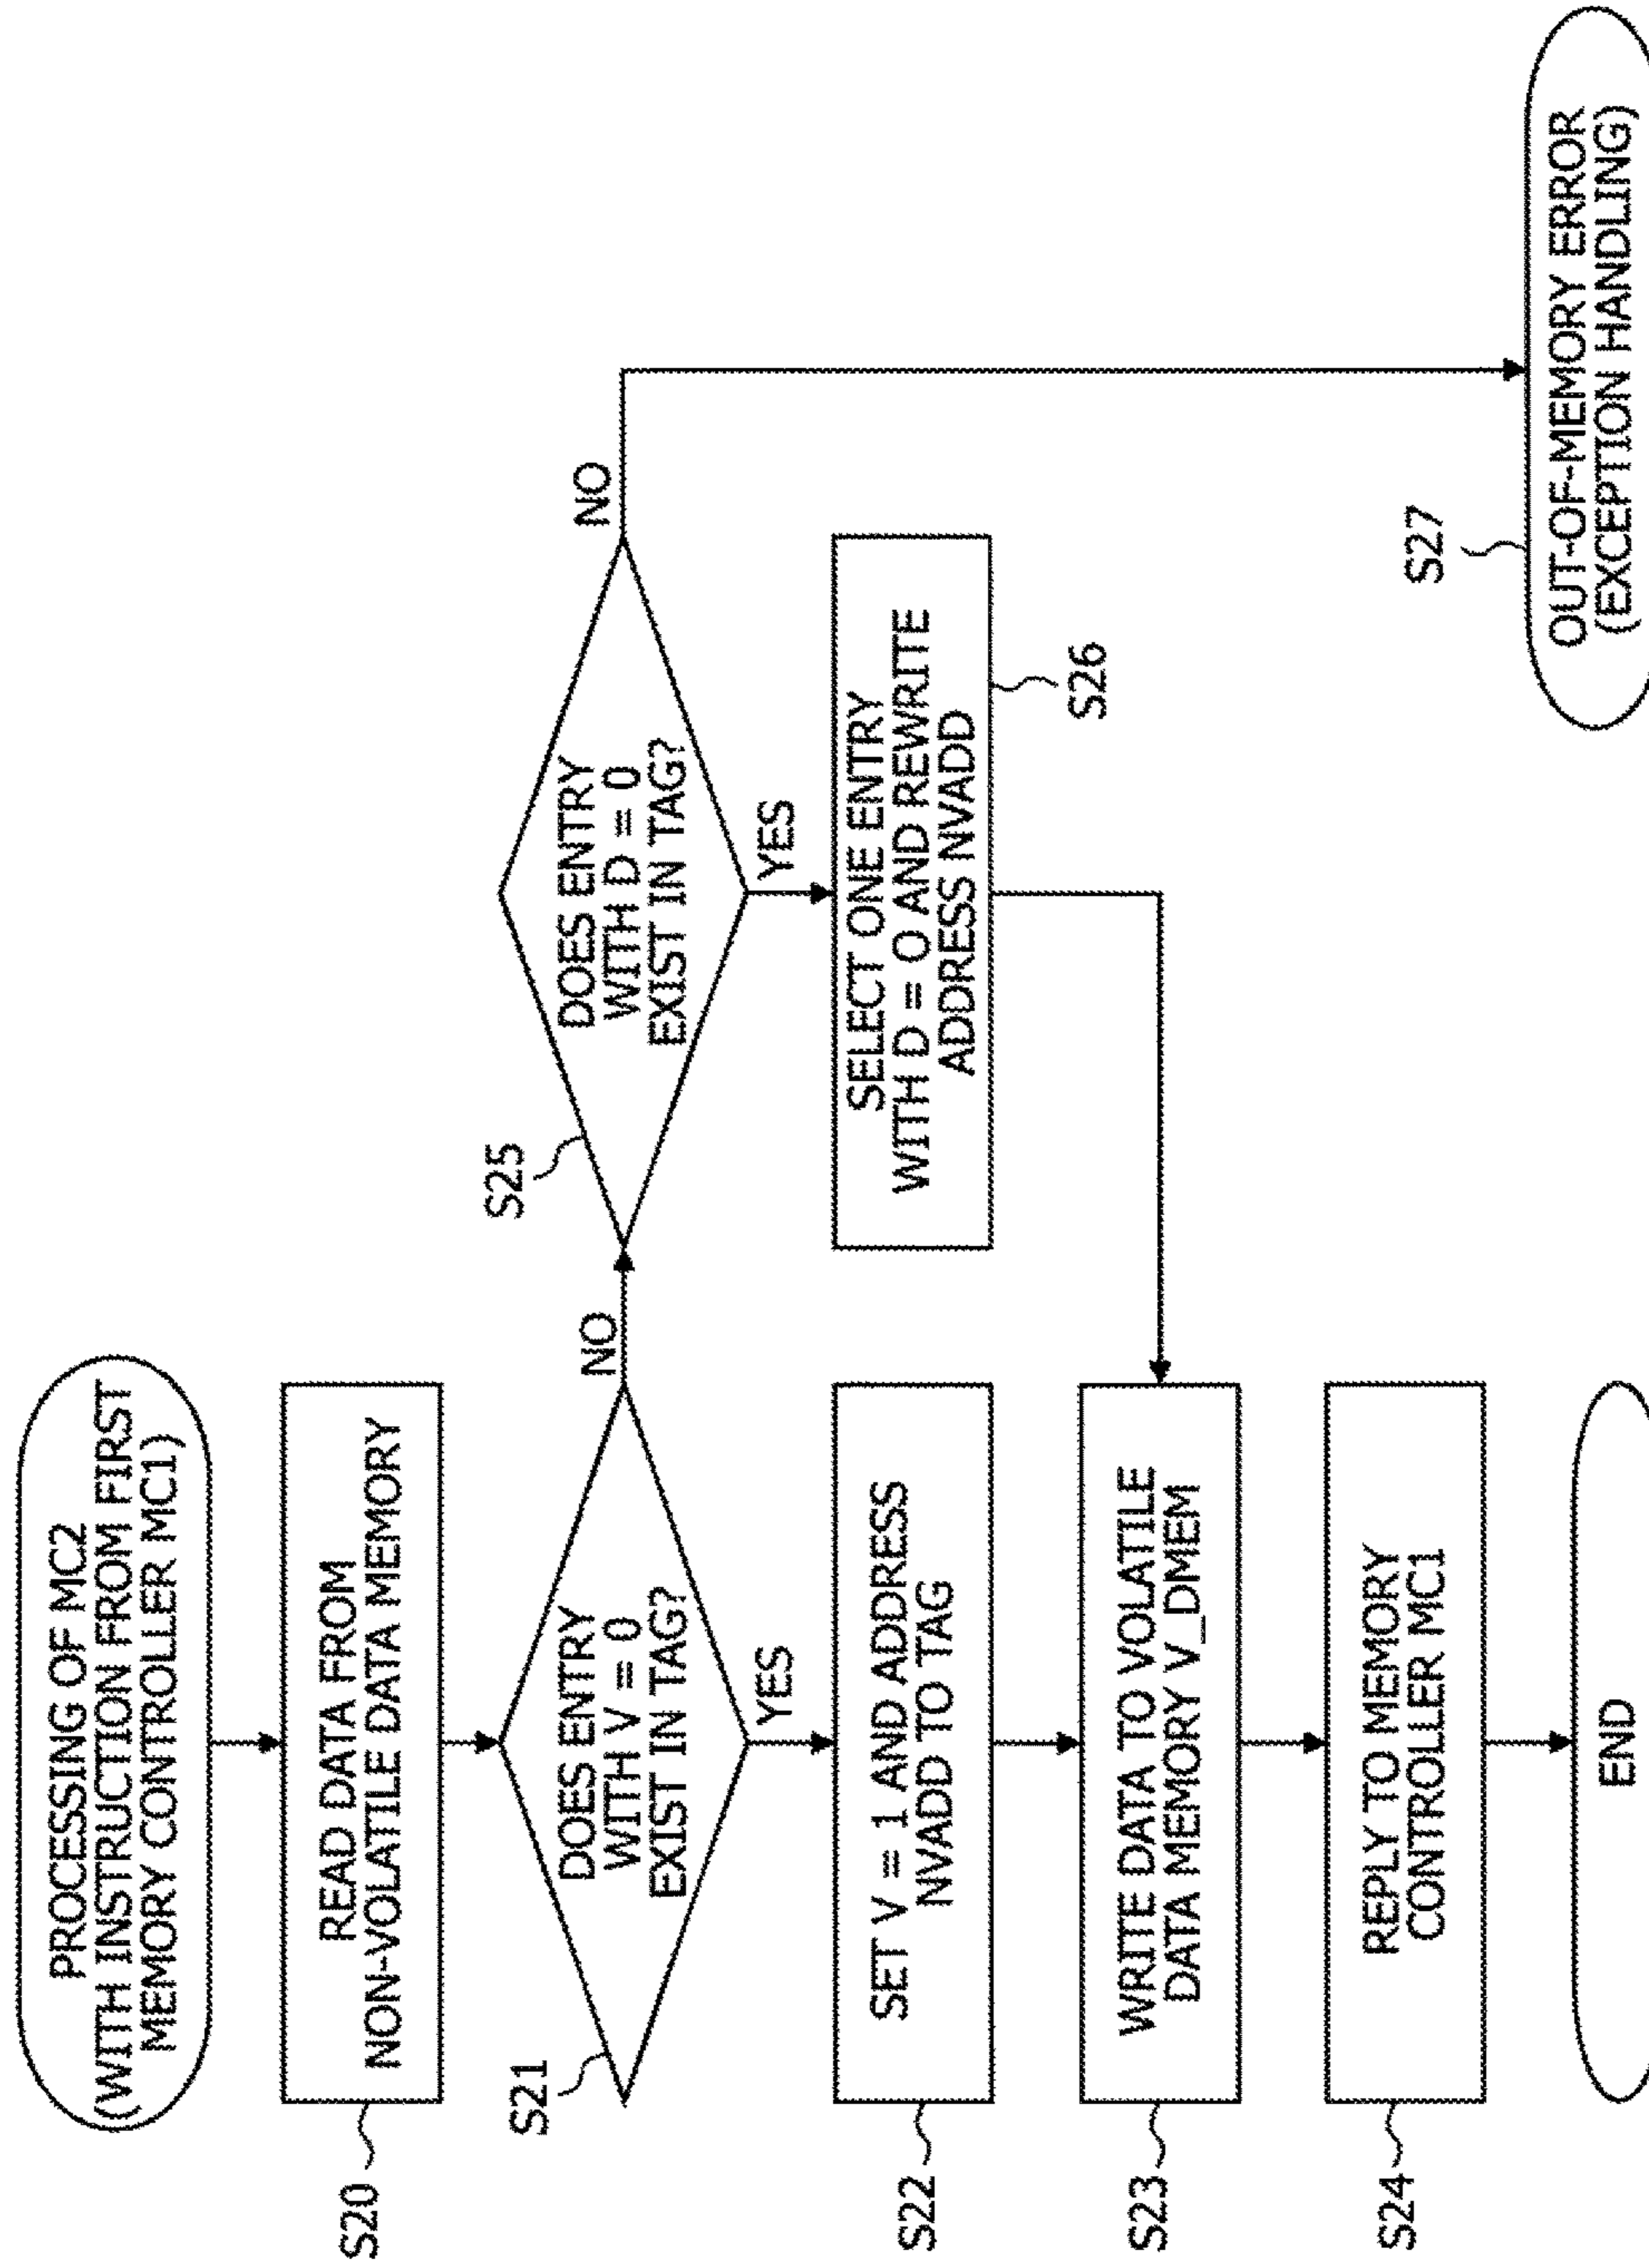 PROCESSING OF MC2
(WITH INSTRUCTION FROM FIRST
MEMORY CONTROLLER MC1)
S20
READ DATA FROM
NON-VOLATILE DATA MEMORY
S21
DOES ENTRY
WITH V = 0
EXIST IN TAG?
NO
YES
S25
DOES ENTRY
WITH D = 0
EXIST IN TAG?
NO
YES
S22
SET V = 1 AND ADDRESS
NVADD TO TAG
SELECT ONE ENTRY
WITH D = O AND REWRITE
ADDRESS NVADD
S26
S23
WRITE DATA TO VOLATILE
DATA MEMORY V_DMEM
S24
REPLY TO MEMORY
CONTROLLER MC1
S27
OUT-OF-MEMORY ERROR
(EXCEPTION HANDLING)
END